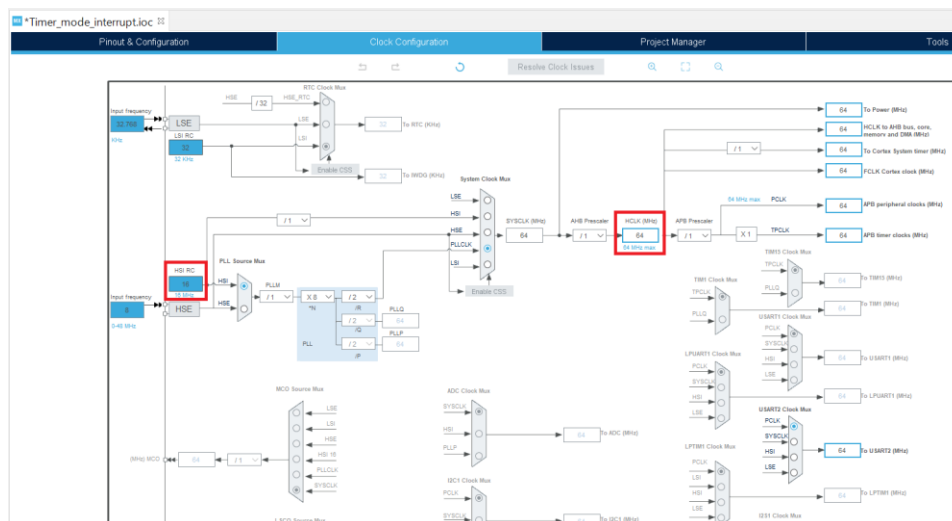 *Timer_mode_interrupt.ioc
Pinout & Configuration
Clock Configuration
Project Manager
Tools
Resolve Clock Issues
RTC Clock Mux
HSE
/ 32
HSE_RTC
Input frequency
32.768
KHz
LSE
LSE
LSI RC
32
32 KHz
LSI
32
To RTC (KHz)
Enable CSS
32
To IWDG (KHz)
System Clock Mux
LSE
HSI
/ 1
HSE
PLLCLK
LSI
Enable CSS
SYSCLK (MHz)
64
AHB Prescaler
/ 1
HCLK (MHz)
64
64 MHz max
APB Prescaler
/ 1
64
To Power (MHz)
64
HCLK to AHB bus, core,
memory and DMA (MHz)
/ 1
64
To Cortex System timer (MHz)
64
FCLK Cortex clock (MHz)
64 MHz max
PCLK
64
APB peripheral clocks (MHz)
X 1
TPCLK
64
APB timer clocks (MHz)
HSI RC
16
16 MHz
HSI
PLL Source Mux
Input frequency
8
0-48 MHz
HSE
HSE
PLLM
/ 1
X 8
*N
/ 2
/R
/ 2
/Q
/ 2
/P
PLL
PLLQ
64
PLLP
64
TIM15 Clock Mux
TPCLK
PLLQ
64
To TIM15 (MHz)
TIM1 Clock Mux
TPCLK
PLLQ
64
To TIM1 (MHz)
USART1 Clock Mux
PCLK
SYSCLK
HSI
LSE
64
To USART1 (MHz)
LPUART1 Clock Mux
PCLK
SYSCLK
HSI
LSE
64
To LPUART1 (MHz)
USART2 Clock Mux
PCLK
SYSCLK
HSI
LSE
64
To USART2 (MHz)
LPTIM1 Clock Mux
PCLK
LSI
HSI
LSE
64
To LPTIM1 (MHz)
MCO Source Mux
LSE
LSI
HSE
HSI 16
PLLCLK
SYSCLK
(MHz) MCO
64
/ 1
ADC Clock Mux
SYSCLK
HSI
PLLP
64
To ADC (MHz)
I2C1 Clock Mux
PCLK
SYSCLK
64
To I2C1 (MHz)
I2S1 Clock Mux
LSCO Source Mux